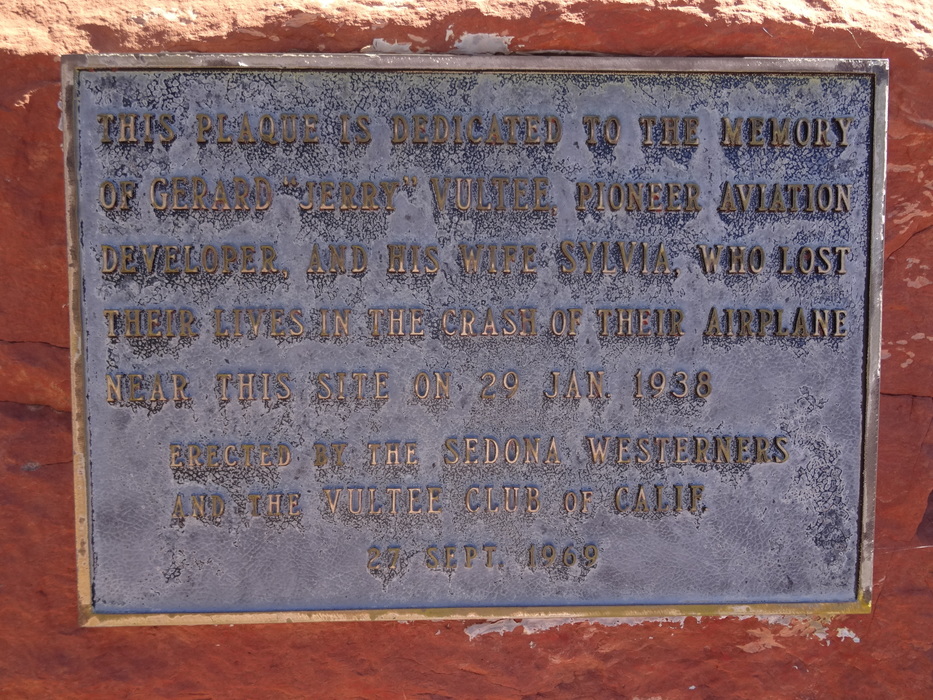 THIS PLAQUE IS DEDICATED TO THE MEMORY
OF GERARD "JERRY" VULTEE, PIONEER AVIATION
DEVELOPER, AND HIS WIFE SYLVIA, WHO LOST
THEIR LIVES IN THE CRASH OF THEIR AIRPLANE
NEAR THIS SITE ON 29 JAN. 1938
ERECTED BY THE SEDONA WESTERNERS
AND THE VULTEE CLUB OF CALIF.
27 SEPT. 1969